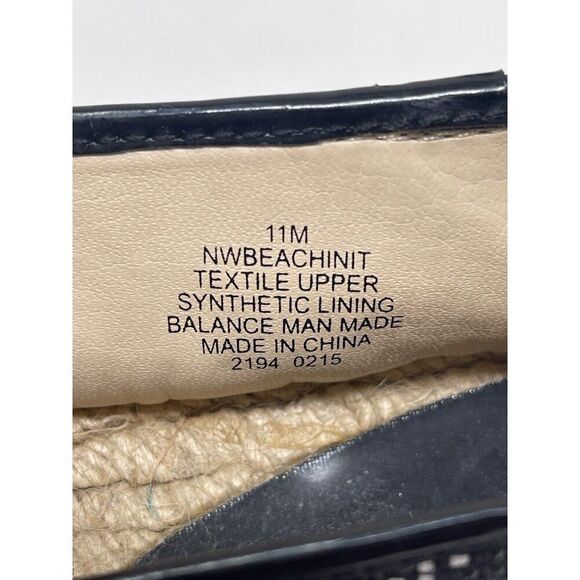 11M
NWBEACHINIT
TEXTILE UPPER
SYNTHETIC LINING
BALANCE MAN MADE
MADE IN CHINA
2194 0215